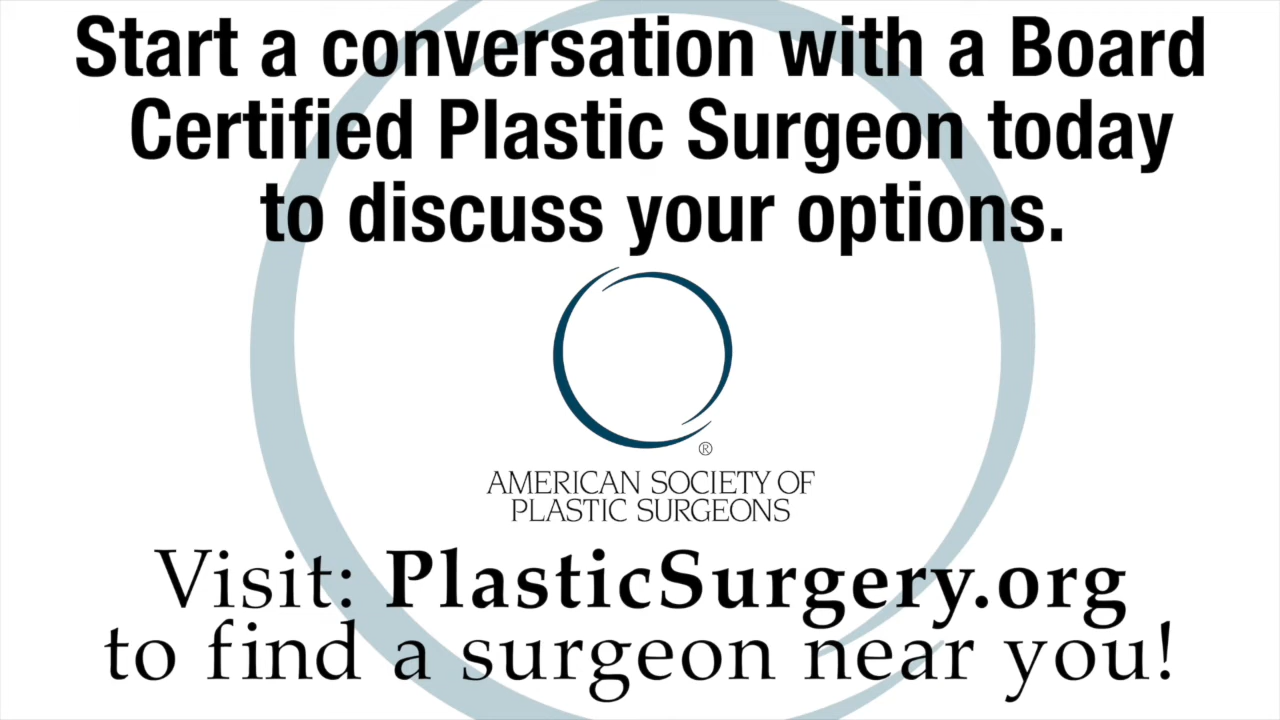 Start a conversation with a Board
Certified Plastic Surgeon today
to discuss your options.
®
AMERICAN SOCIETY OF
PLASTIC SURGEONS
Visit: PlasticSurgery.org
to find a surgeon near you!